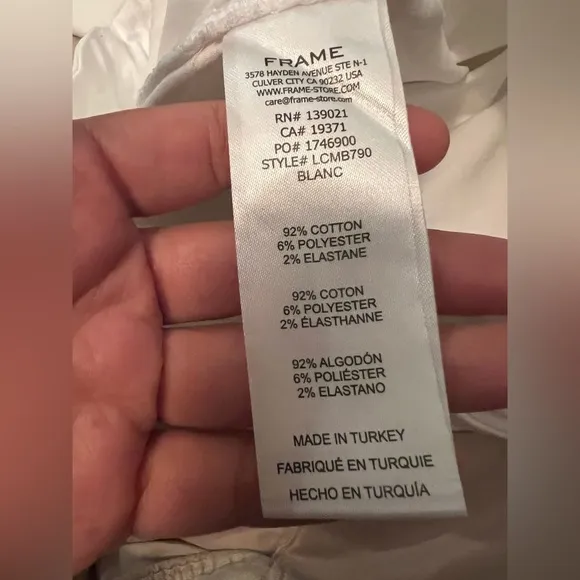 FRAME
3578 HAYDEN AVENUE STE N-1
CULVER CITY CA 90232 USA
WWW.FRAME-STORE.COM
care@frame-store.com
RN# 139021
CA# 19371
PO# 1746900
STYLE# LCMB790
BLANC
92% COTTON
6% POLYESTER
2% ELASTANE
92% COTON
6% POLYESTER
2% ÉLASTHANNE
92% ALGODÓN
6% POLIÉSTER
2% ELASTANO
MADE IN TURKEY
FABRIQUÉ EN TURQUIE
HECHO EN TURQUÍA